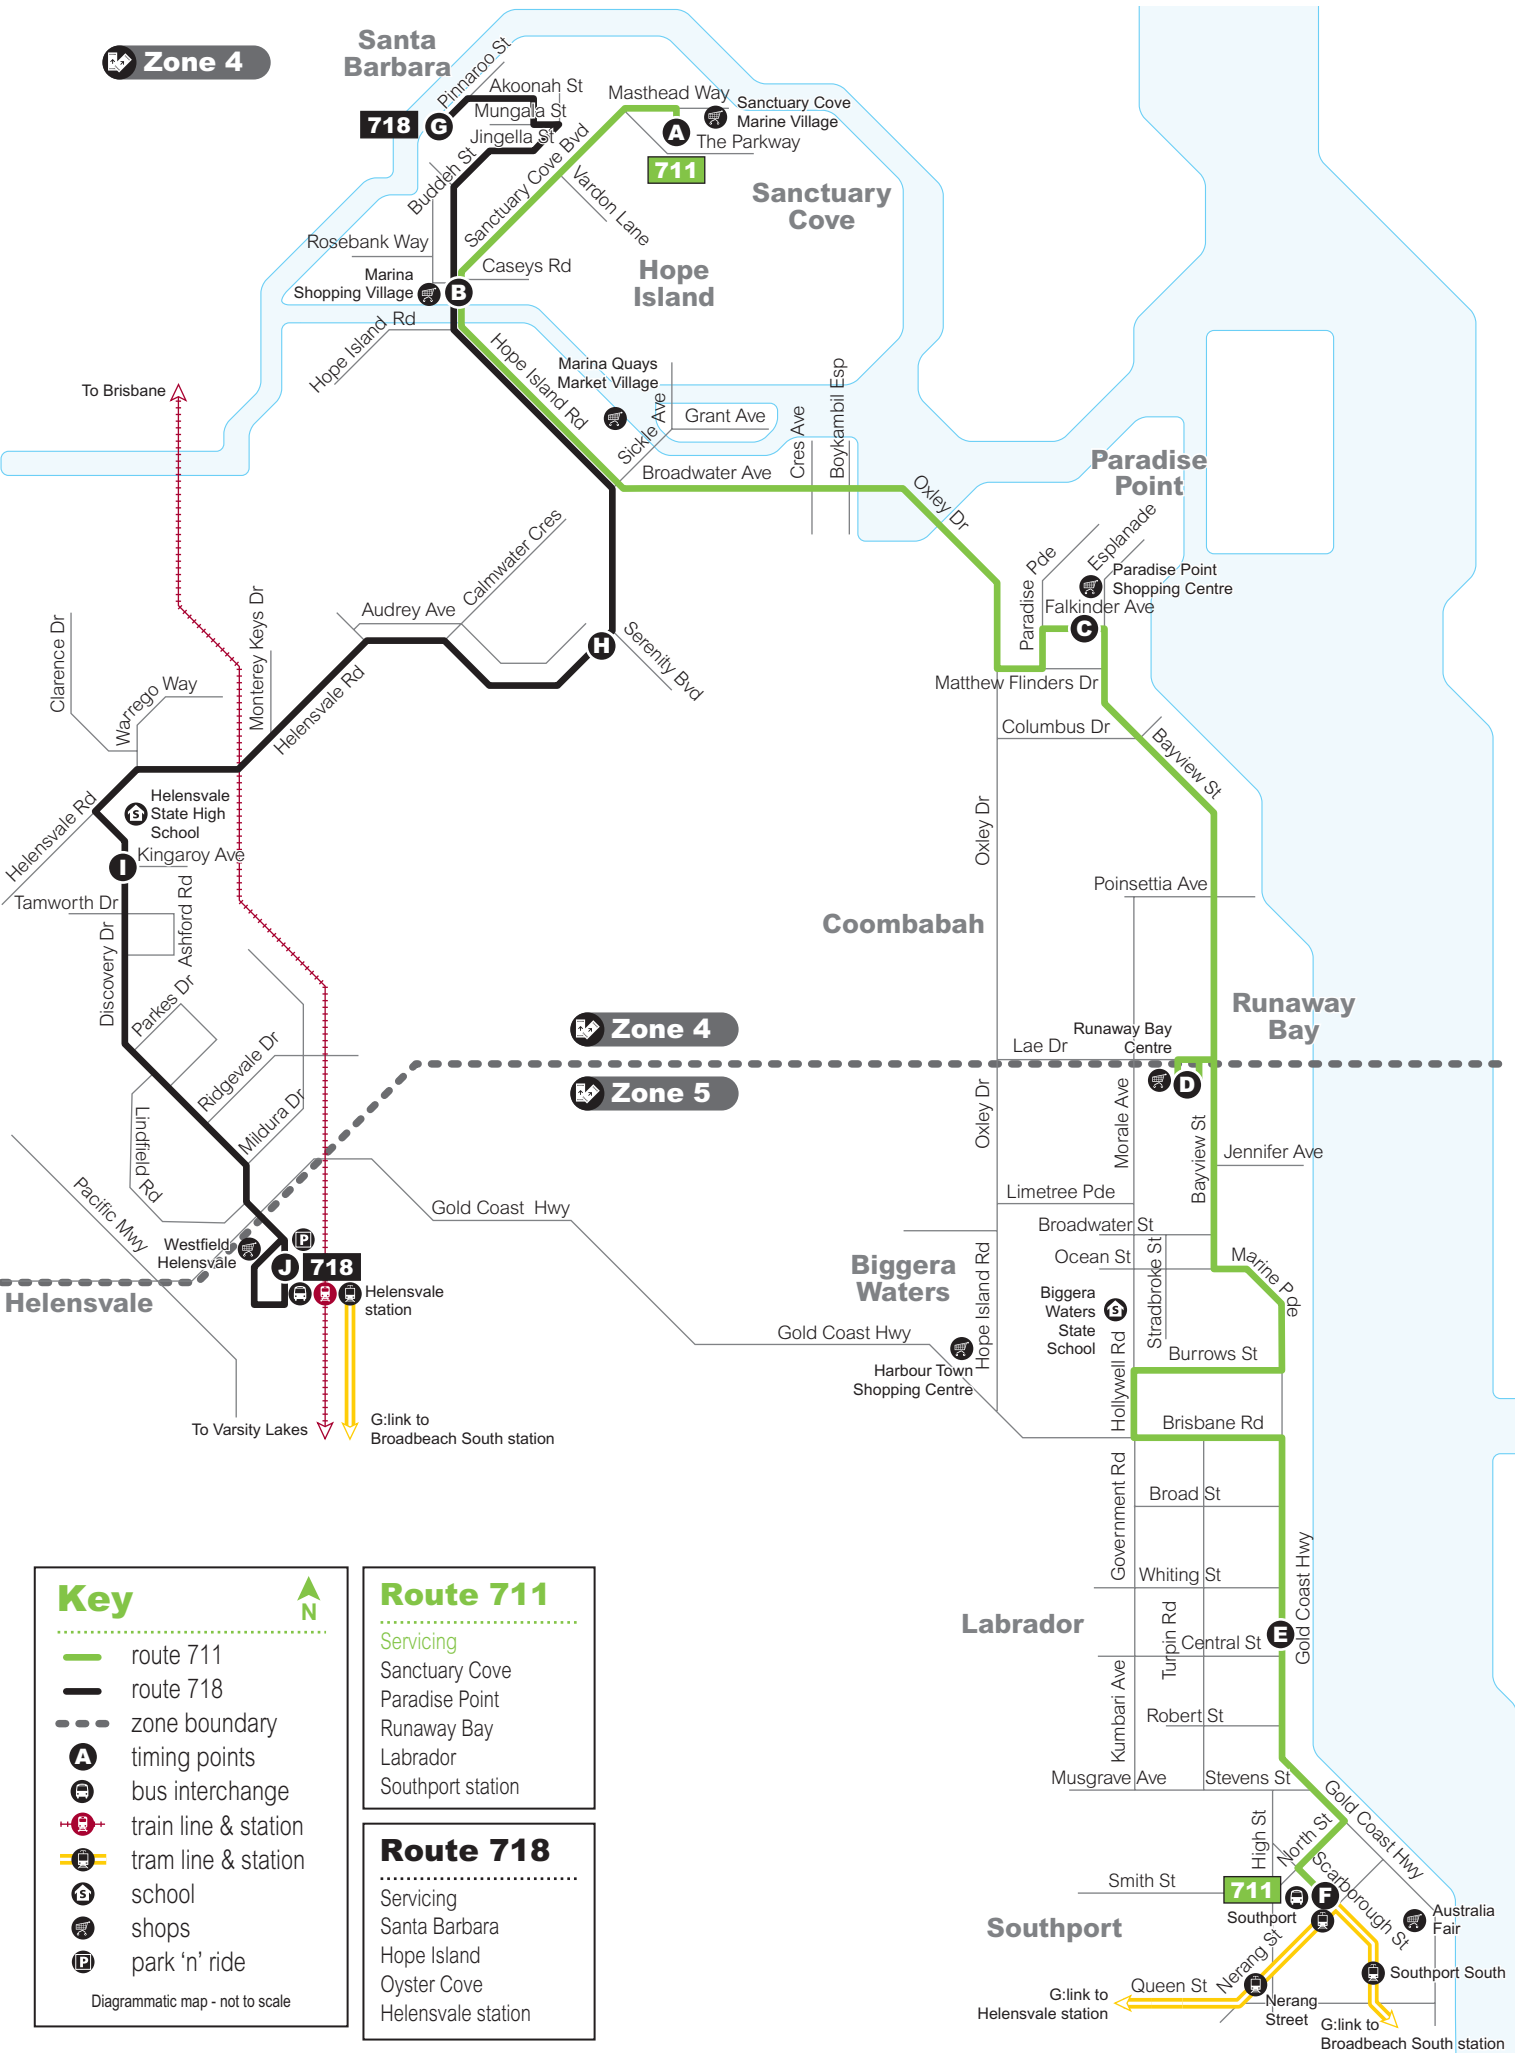 Zone 4
Santa
Barbara
Pinnaroo St
Akoonah St
Mungala St
Jingella St
718
G
Masthead Way
Sanctuary Cove
Marine Village
A
The Parkway
711
Buddeh St
Sanctuary Cove Blvd
Vardon Lane
Sanctuary
Cove
Rosebank Way
Caseys Rd
Hope
Island
Marina
Shopping Village
B
Hope Island Rd
Hope Island Rd
Marina Quays
Market Village
Sickle Ave
Grant Ave
Cres Ave
Boykambil Esp
Broadwater Ave
To Brisbane
Paradise
Point
Oxley Dr
Paradise Pde
Esplanade
Paradise Point
Shopping Centre
Falkinder Ave
C
Matthew Flinders Dr
Columbus Dr
Bayview St
Calmwater Cres
Audrey Ave
H
Serenity Bvd
Clarence Dr
Warrego Way
Monterey Keys Dr
Helensvale Rd
Helensvale Rd
Helensvale
State High
School
Kingaroy Ave
I
Tamworth Dr
Ashford Rd
Discovery Dr
Parkes Dr
Ridgevale Dr
Mildura Dr
Lindfield Rd
Oxley Dr
Poinsettia Ave
Coombabah
Runaway
Bay
Zone 4
Zone 5
Lae Dr
Runaway Bay
Centre
D
Oxley Dr
Morale Ave
Bayview St
Jennifer Ave
Limetree Pde
Broadwater St
Ocean St
Stradbroke St
Marine Pde
Pacific Mwy
Westfield
Helensvale
P
J
718
Helensvale
station
Helensvale
Gold Coast Hwy
Gold Coast Hwy
Biggera
Waters
Hope Island Rd
Biggera
Waters
State
School
Harbour Town
Shopping Centre
Hollywell Rd
Burrows St
Brisbane Rd
To Varsity Lakes
G:link to
Broadbeach South station
Government Rd
Broad St
Whiting St
Gold Coast Hwy
Labrador
Turpin Rd
Central St
E
Kumbari Ave
Robert St
Musgrave Ave
Stevens St
Gold Coast Hwy
High St
North St
Scarborough St
Smith St
711
F
Southport
Southport
Australia
Fair
Nerang St
Queen St
Southport South
Nerang
Street
G:link to
Helensvale station
G:link to
Broadbeach South station
Key
N
route 711
route 718
zone boundary
A
timing points
bus interchange
train line & station
tram line & station
S
school
shops
P
park ‘n’ ride
Diagrammatic map - not to scale
Route 711
Servicing
Sanctuary Cove
Paradise Point
Runaway Bay
Labrador
Southport station
Route 718
Servicing
Santa Barbara
Hope Island
Oyster Cove
Helensvale station